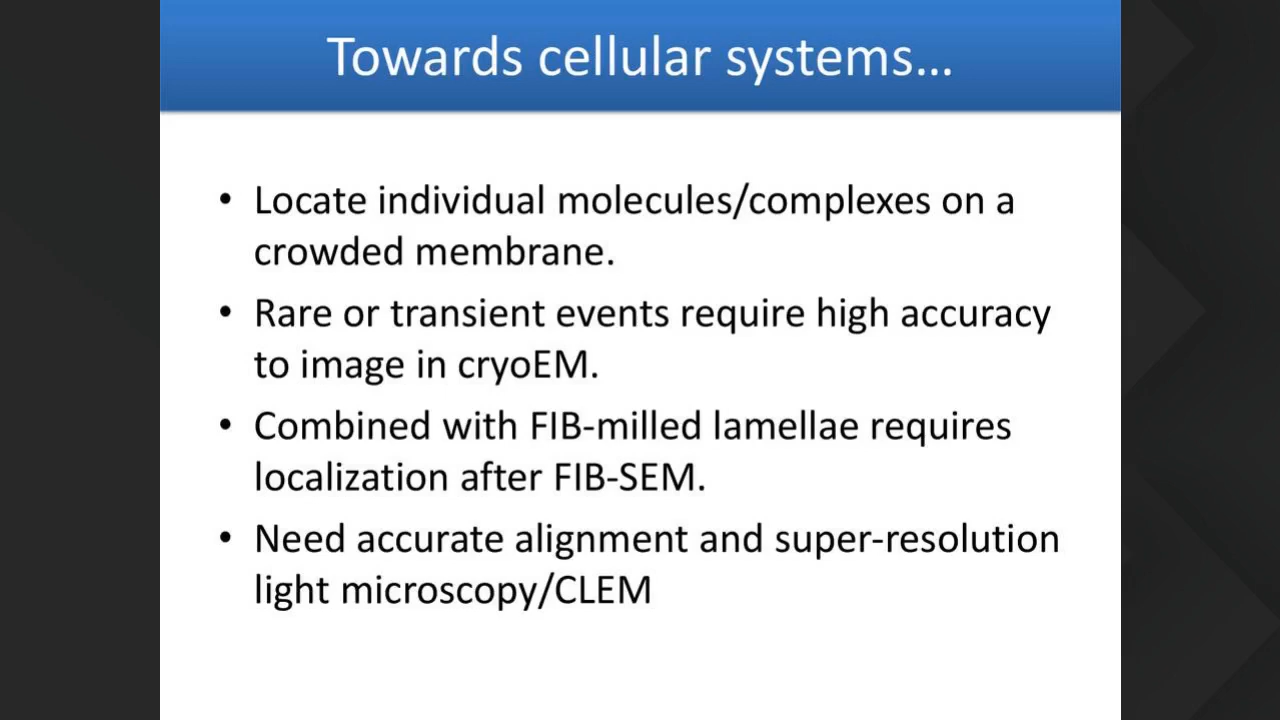 Towards cellular systems…
• Locate individual molecules/complexes on a
crowded membrane.
• Rare or transient events require high accuracy
to image in cryoEM.
• Combined with FIB-milled lamellae requires
localization after FIB-SEM.
• Need accurate alignment and super-resolution
light microscopy/CLEM